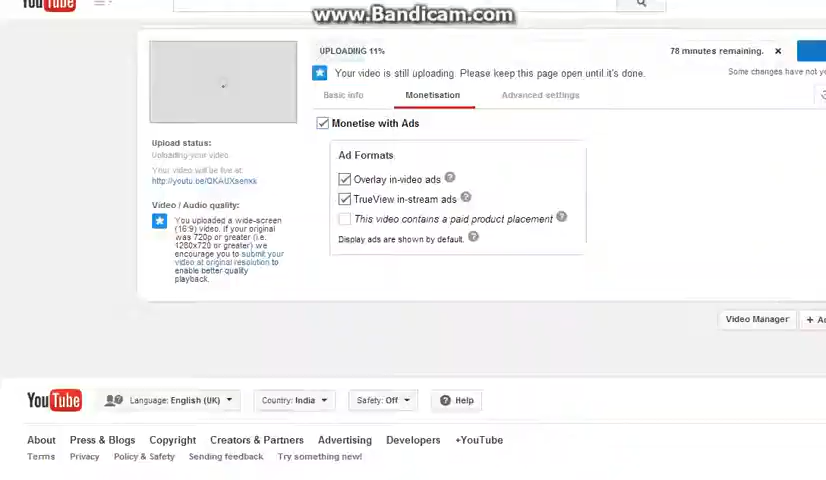 www.Bandicam.com
YouTube
UPLOADING 11%
78 minutes remaining.
Your video is still uploading. Please keep this page open until it's done.
Some changes have not
Basic info
Monetisation
Advanced settings
Monetise with Ads
Ad Formats
Overlay in-video ads
TrueView in-stream ads
This video contains a paid product placement
Display ads are shown by default.
Upload status:
Uploading your video
Your video will be live at:
Video / Audio quality:
You uploaded a wide-screen
(16:9) video. If your original
was 720p or greater (i.e.
1280x720 or greater) we
encourage you to submit your
video at original resolution to
enable better quality
playback.
Video Manager
YouTube
Language: English (UK)
Country: India
Safety: Off
Help
About Press & Blogs Copyright Creators & Partners Advertising Developers +YouTube
Terms Privacy Policy & Safety Sending feedback Try something new!